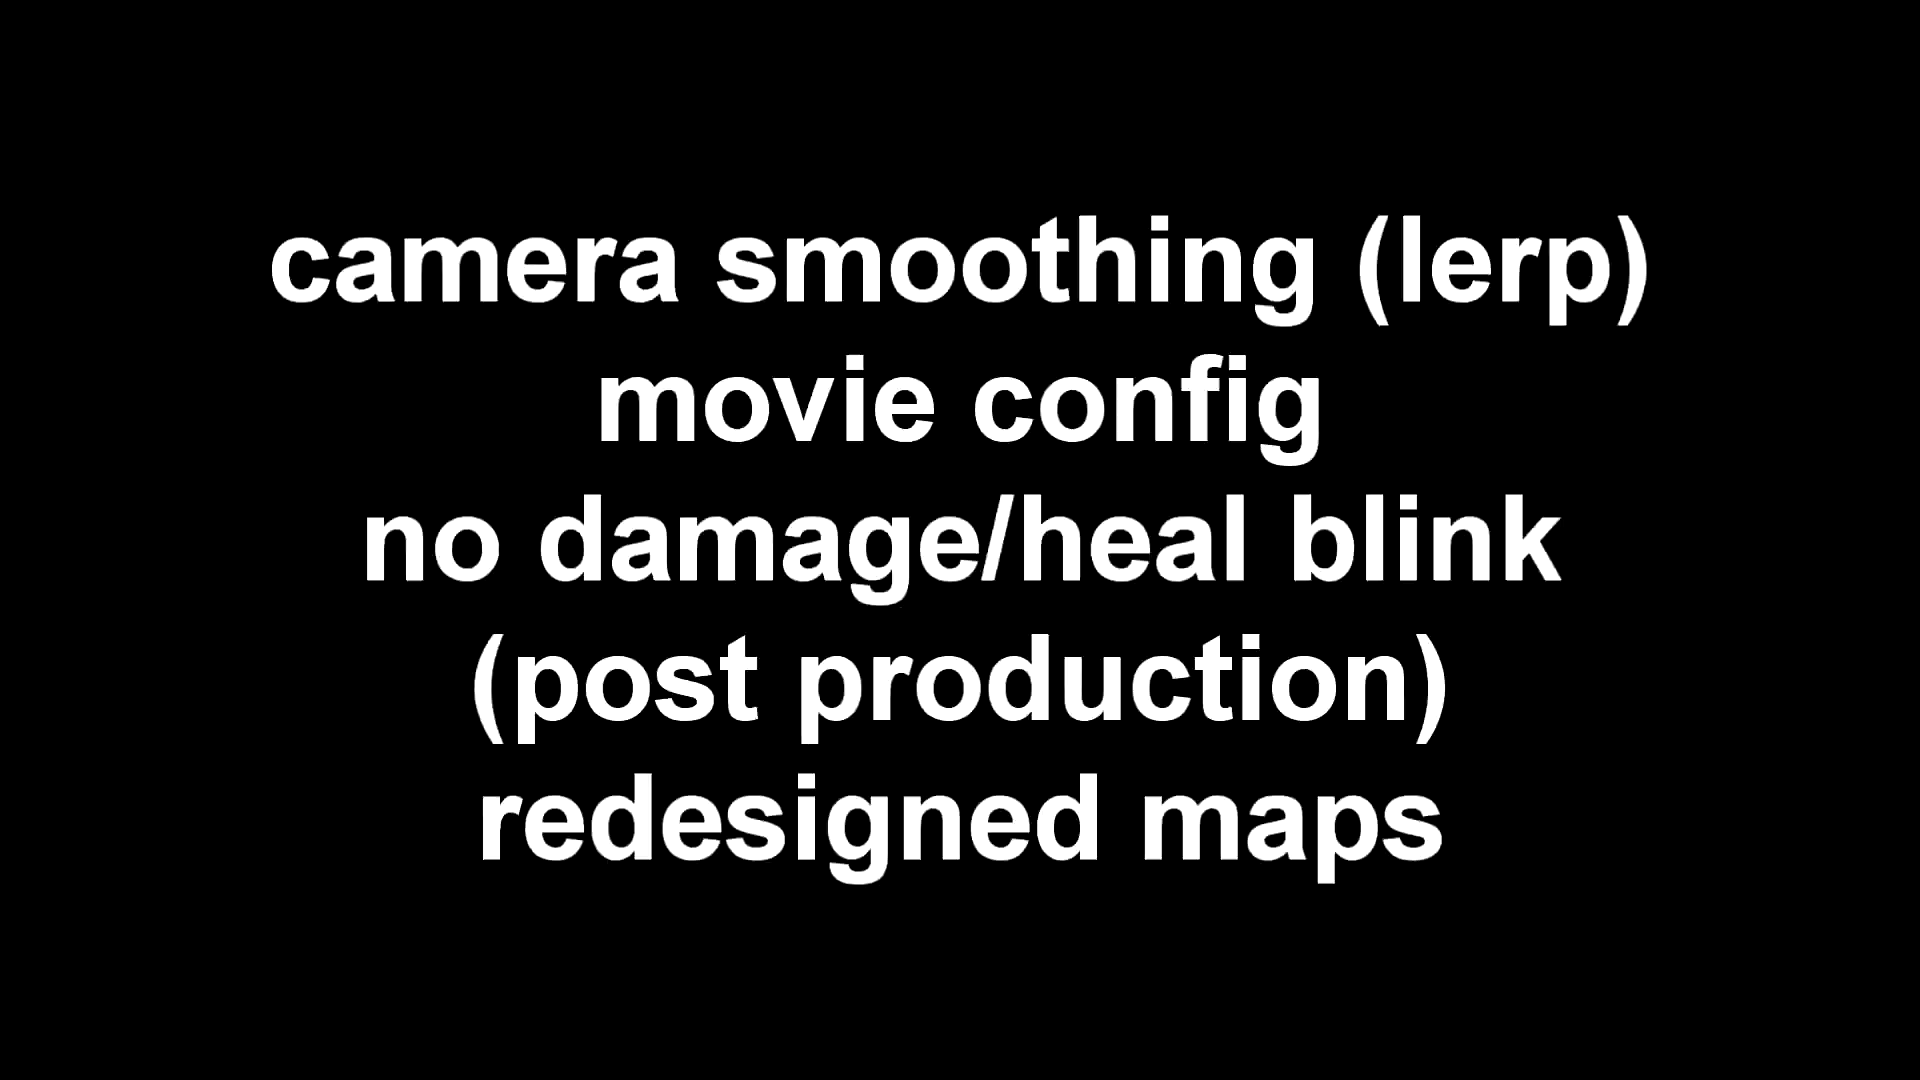 camera smoothing (lerp)
movie config
no damage/heal blink
(post production)
redesigned maps